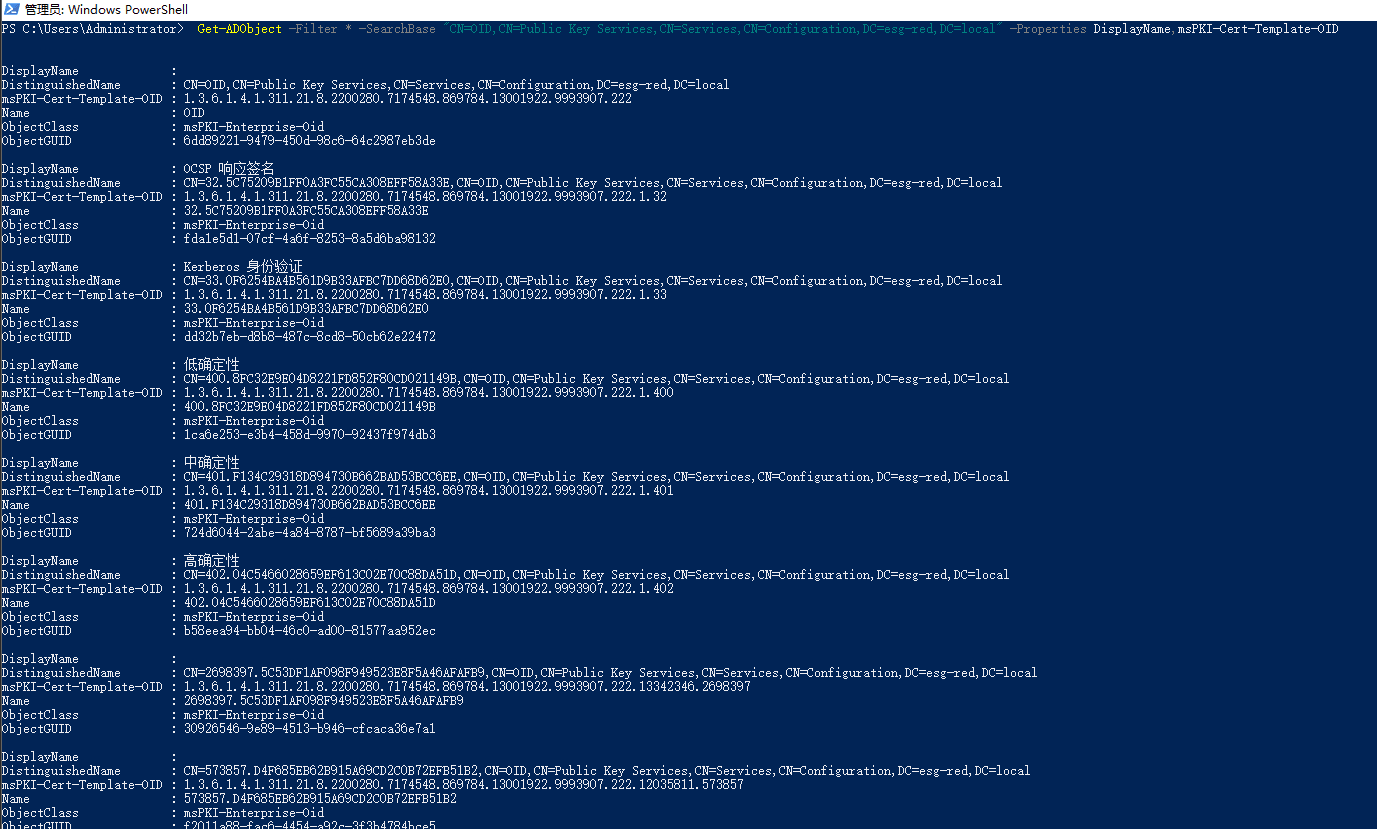 管理员: Windows PowerShell
PS C:\Users\Administrator> Get-ADObject -Filter * -SearchBase "CN=OID,CN=Public Key Services,CN=Services,CN=Configuration,DC=esg-red,DC=local" -Properties DisplayName,msPKI-Cert-Template-OID
DisplayName :
DistinguishedName : CN=OID,CN=Public Key Services,CN=Services,CN=Configuration,DC=esg-red,DC=local
msPKI-Cert-Template-OID : 1.3.6.1.4.1.311.21.8.2200280.7174548.869784.13001922.9993907.222
Name : OID
ObjectClass : msPKI-Enterprise-Oid
ObjectGUID : 6dd89221-9479-450d-98c6-64c2987eb3de
DisplayName : OCSP 响应签名
DistinguishedName : CN=32.5C75209B1FF0A3FC55CA308EFF58A33E,CN=OID,CN=Public Key Services,CN=Services,CN=Configuration,DC=esg-red,DC=local
msPKI-Cert-Template-OID : 1.3.6.1.4.1.311.21.8.2200280.7174548.869784.13001922.9993907.222.1.32
Name : 32.5C75209B1FF0A3FC55CA308EFF58A33E
ObjectClass : msPKI-Enterprise-Oid
ObjectGUID : fda1e5d1-07cf-4a6f-8253-8a5d6ba98132
DisplayName : Kerberos 身份验证
DistinguishedName : CN=33.0F6254BA4B561D9B33AFBC7DD68D62E0,CN=OID,CN=Public Key Services,CN=Services,CN=Configuration,DC=esg-red,DC=local
msPKI-Cert-Template-OID : 1.3.6.1.4.1.311.21.8.2200280.7174548.869784.13001922.9993907.222.1.33
Name : 33.0F6254BA4B561D9B33AFBC7DD68D62E0
ObjectClass : msPKI-Enterprise-Oid
ObjectGUID : dd32b7eb-d8b8-487c-8cd8-50cb62e22472
DisplayName : 低确定性
DistinguishedName : CN=400.8FC32E9E04D8221FD852F80CD021149B,CN=OID,CN=Public Key Services,CN=Services,CN=Configuration,DC=esg-red,DC=local
msPKI-Cert-Template-OID : 1.3.6.1.4.1.311.21.8.2200280.7174548.869784.13001922.9993907.222.1.400
Name : 400.8FC32E9E04D8221FD852F80CD021149B
ObjectClass : msPKI-Enterprise-Oid
ObjectGUID : 1ca6e253-e3b4-458d-9970-92437f974db3
DisplayName : 中确定性
DistinguishedName : CN=401.F134C29318D894730B662BAD53BCC6EE,CN=OID,CN=Public Key Services,CN=Services,CN=Configuration,DC=esg-red,DC=local
msPKI-Cert-Template-OID : 1.3.6.1.4.1.311.21.8.2200280.7174548.869784.13001922.9993907.222.1.401
Name : 401.F134C29318D894730B662BAD53BCC6EE
ObjectClass : msPKI-Enterprise-Oid
ObjectGUID : 724d6044-2abe-4a84-8787-bf5689a39ba3
DisplayName : 高确定性
DistinguishedName : CN=402.04C5466028659EF613C02E70C88DA51D,CN=OID,CN=Public Key Services,CN=Services,CN=Configuration,DC=esg-red,DC=local
msPKI-Cert-Template-OID : 1.3.6.1.4.1.311.21.8.2200280.7174548.869784.13001922.9993907.222.1.402
Name : 402.04C5466028659EF613C02E70C88DA51D
ObjectClass : msPKI-Enterprise-Oid
ObjectGUID : b58eea94-bb04-46c0-ad00-81577aa952ec
DisplayName :
DistinguishedName : CN=2698397.5C53DF1AF098F949523E8F5A46AFAFB9,CN=OID,CN=Public Key Services,CN=Services,CN=Configuration,DC=esg-red,DC=local
msPKI-Cert-Template-OID : 1.3.6.1.4.1.311.21.8.2200280.7174548.869784.13001922.9993907.222.13342346.2698397
Name : 2698397.5C53DF1AF098F949523E8F5A46AFAFB9
ObjectClass : msPKI-Enterprise-Oid
ObjectGUID : 30926546-9e89-4513-b946-cfcaca36e7a1
DisplayName :
DistinguishedName : CN=573857.D4F685EB62B915A69CD2C0B72EFB51B2,CN=OID,CN=Public Key Services,CN=Services,CN=Configuration,DC=esg-red,DC=local
msPKI-Cert-Template-OID : 1.3.6.1.4.1.311.21.8.2200280.7174548.869784.13001922.9993907.222.12035811.573857
Name : 573857.D4F685EB62B915A69CD2C0B72EFB51B2
ObjectClass : msPKI-Enterprise-Oid
ObjectGUID : f2011a88-fac6-4454-a92c-3f3b4784bce5